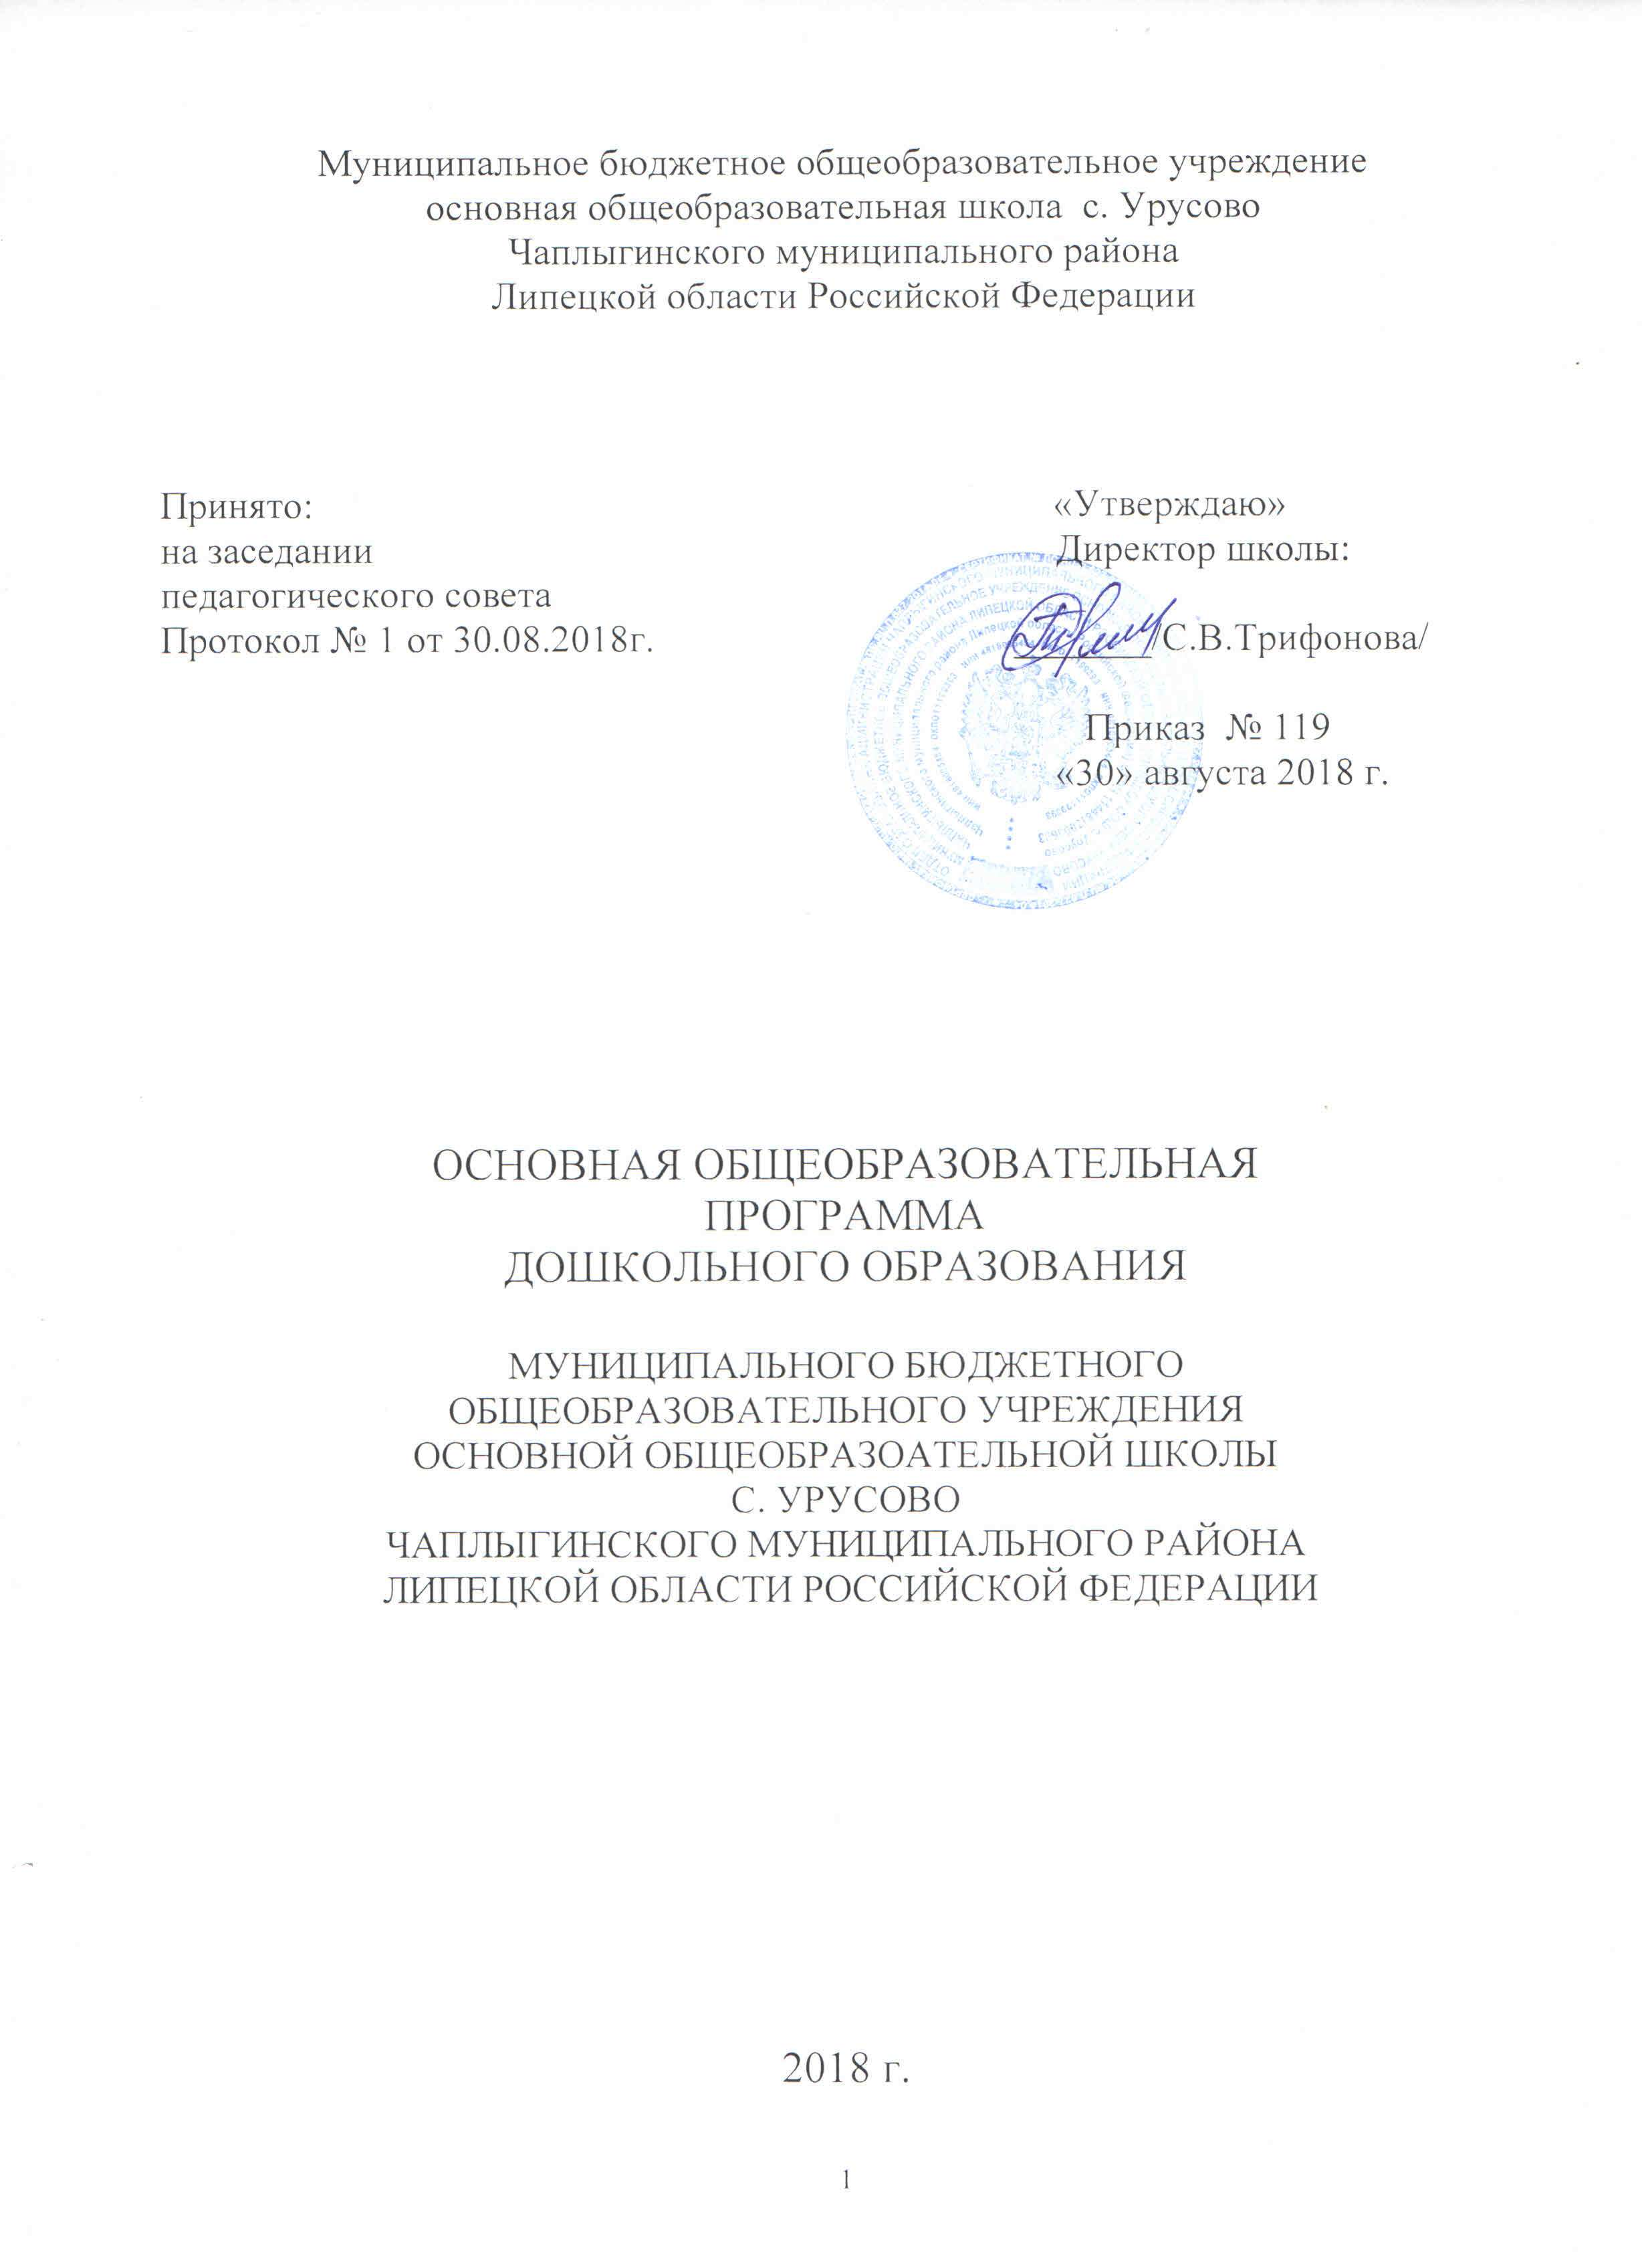 Муниципальное бюджетное общеобразовательное учреждение
основная общеобразовательная школа с. Урусово
Чаплыгинского муниципального района
Липецкой области Российской Федерации
Принято:
на заседании
педагогического совета
Протокол № 1 от 30.08.2018г.
«Утверждаю»
Директор школы:
/С.В.Трифонова/
Приказ № 119
«30» августа 2018 г.
ОСНОВНАЯ ОБЩЕОБРАЗОВАТЕЛЬНАЯ
ПРОГРАММА
ДОШКОЛЬНОГО ОБРАЗОВАНИЯ
МУНИЦИПАЛЬНОГО БЮДЖЕТНОГО
ОБЩЕОБРАЗОВАТЕЛЬНОГО УЧРЕЖДЕНИЯ
ОСНОВНОЙ ОБЩЕОБРАЗОАТЕЛЬНОЙ ШКОЛЫ
С. УРУСОВО
ЧАПЛЫГИНСКОГО МУНИЦИПАЛЬНОГО РАЙОНА
ЛИПЕЦКОЙ ОБЛАСТИ РОССИЙСКОЙ ФЕДЕРАЦИИ
2018 г.
1